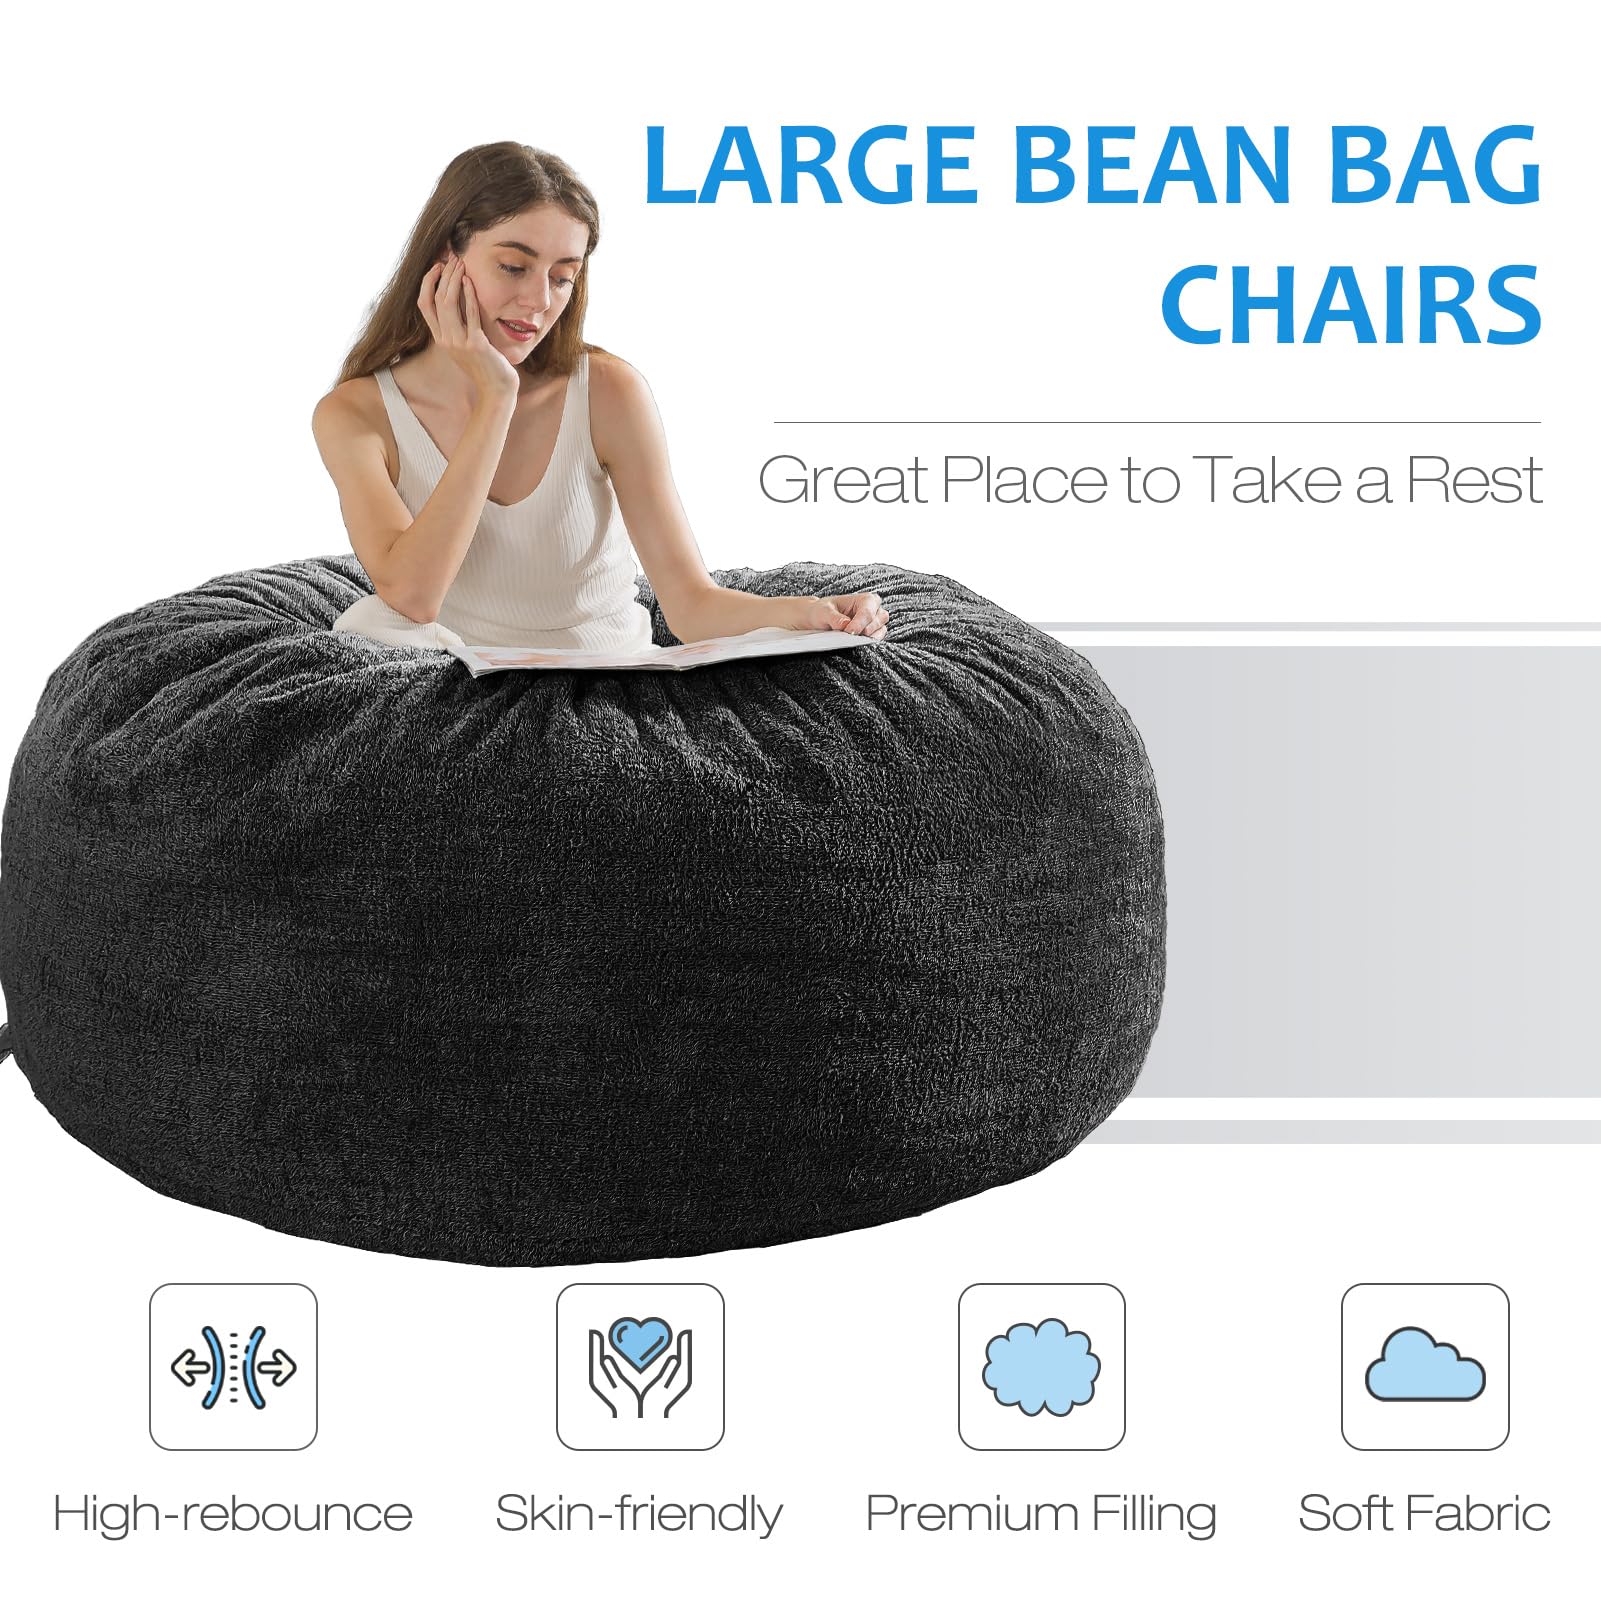 LARGE BEAN BAG
CHAIRS
Great Place to Take a Rest
High-rebounce
Skin-friendly
Premium Filling
Soft Fabric